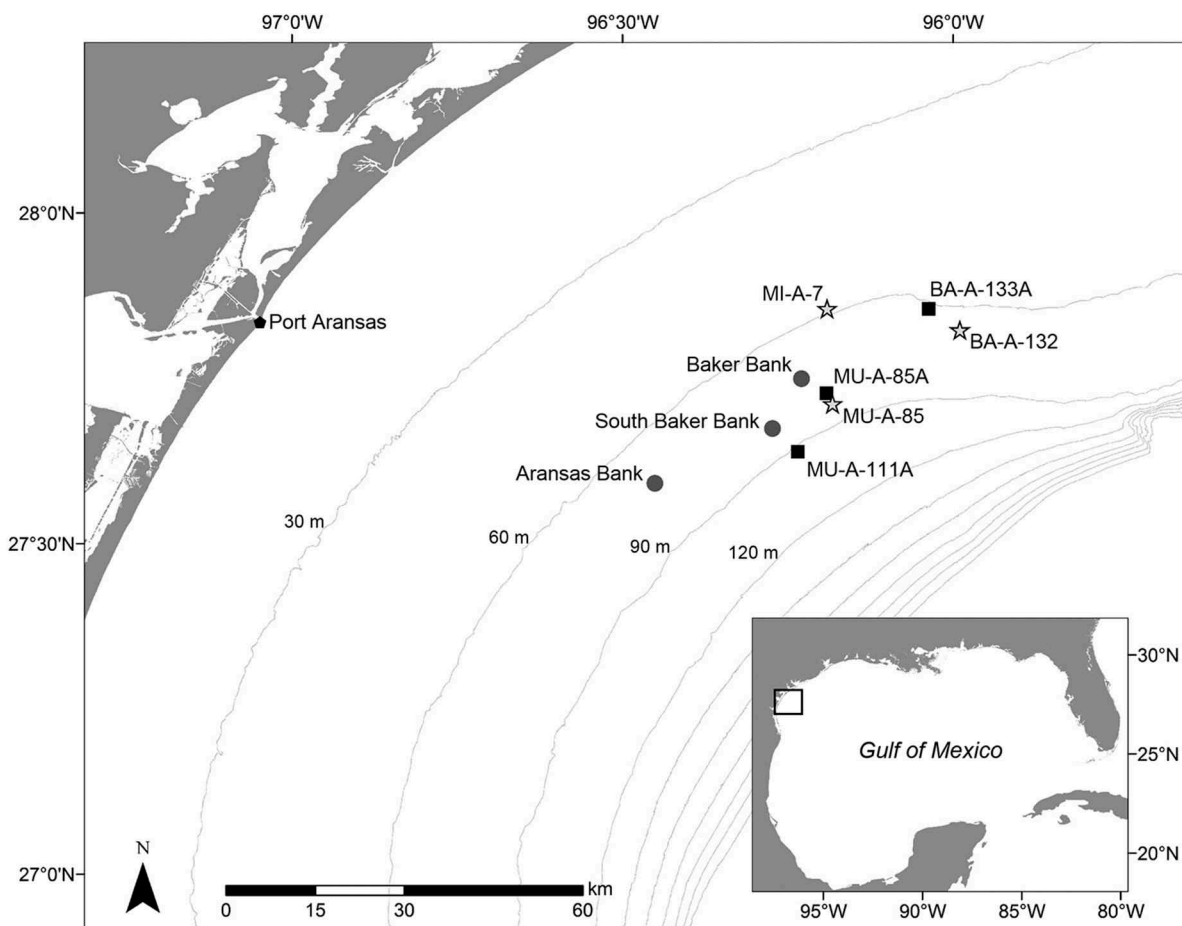 97°0'W
96°30'W
96°0'W
28°0'N
27°30'N
27°0'N
Port Aransas
MI-A-7
BA-A-133A
BA-A-132
Baker Bank
MU-A-85A
MU-A-85
South Baker Bank
MU-A-111A
Aransas Bank
30 m
60 m
90 m
120 m
N
km
0
15
30
60
Gulf of Mexico
30°N
25°N
20°N
95°W
90°W
85°W
80°W